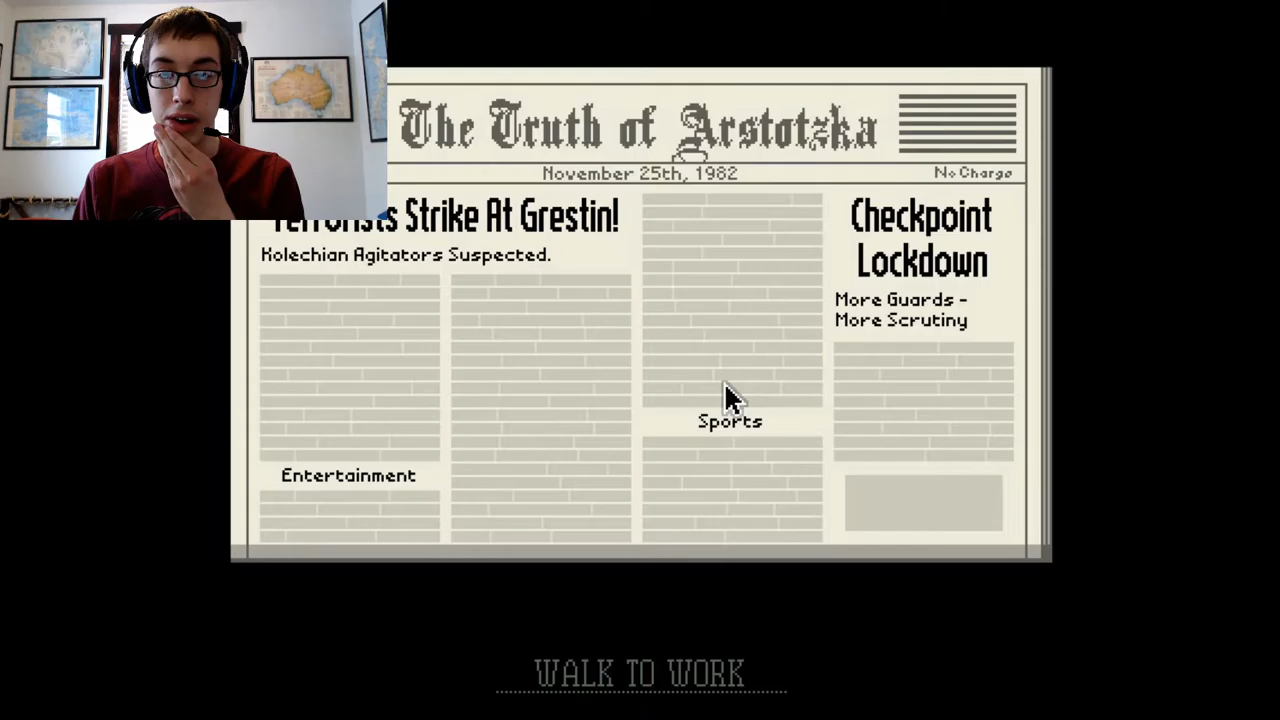 The Truth of Arstotzka
November 25th, 1982
No Charge
Terrorists Strike At Grestin!
Kolechian Agitators Suspected.
Checkpoint
Lockdown
More Guards -
More Scrutiny
Sports
Entertainment
WALK TO WORK